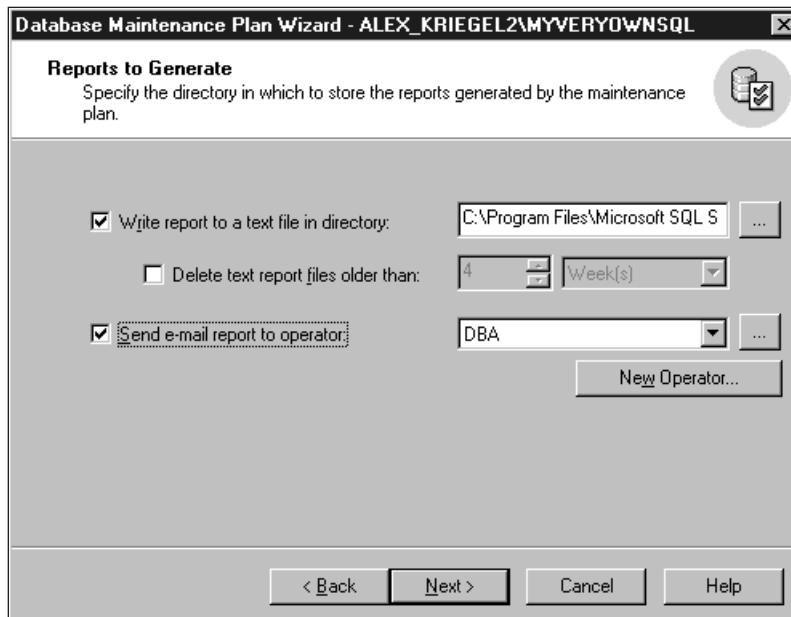 Database Maintenance Plan Wizard - ALEX_KRIEGEL2\MYVERYOWNSQL
Reports to Generate
Specify the directory in which to store the reports generated by the maintenance
plan.
Write report to a text file in directory: C:\Program Files\Microsoft SQL S ...
Delete text report files older than: 4 Week(s)
Send e-mail report to operator: DBA ...
New Operator...
< Back Next > Cancel Help